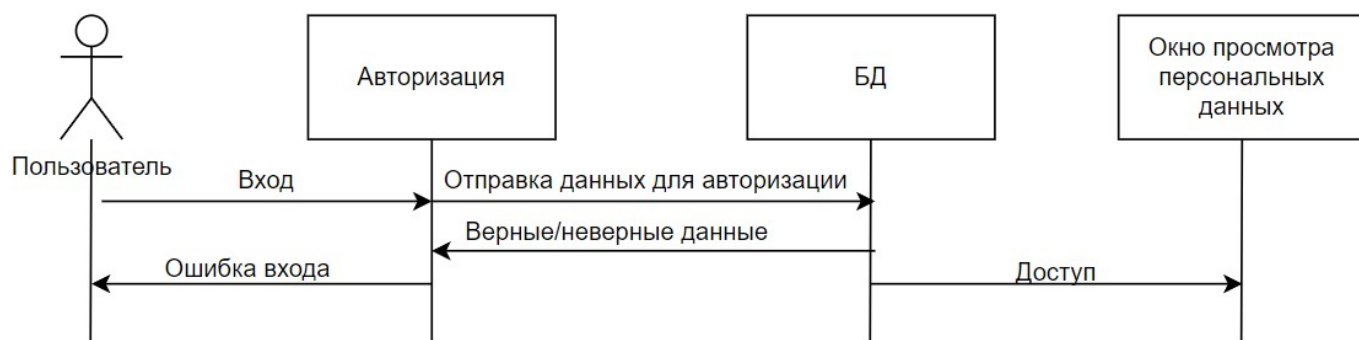 Авторизация
БД
Окно просмотра
персональных
данных
Пользователь
Вход
Отправка данных для авторизации
Верные/неверные данные
Ошибка входа
Доступ